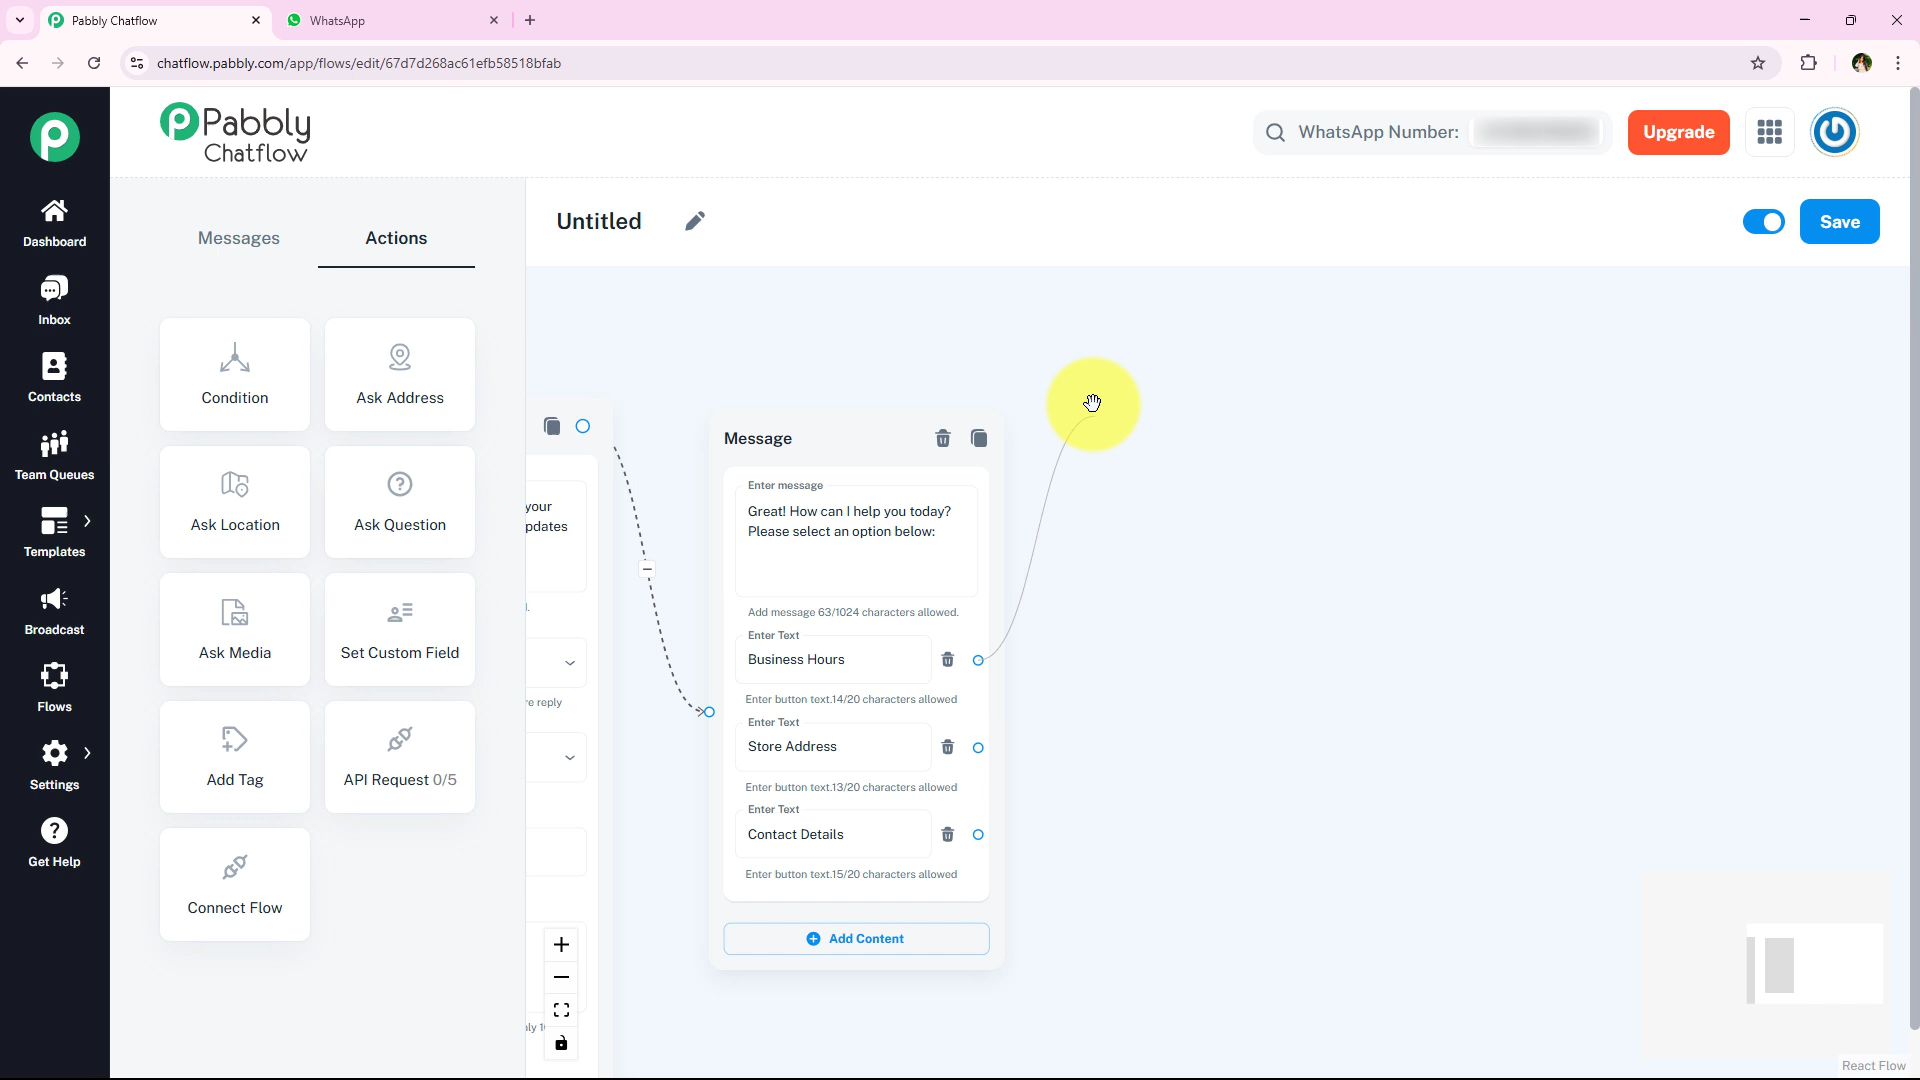 Pabbly Chatflow
WhatsApp
chatflow.pabbly.com/app/flows/edit/67d7d268ac61efb58518bfab
Pabbly
Chatflow
WhatsApp Number:
Upgrade
Dashboard
Inbox
Contacts
Team Queues
Templates
Broadcast
Flows
Settings
Get Help
Messages
Actions
Condition
Ask Address
Ask Location
Ask Question
Ask Media
Set Custom Field
Add Tag
API Request 0/5
Connect Flow
Untitled
Save
your
pdates
re reply
Message
Enter message
Great! How can I help you today?
Please select an option below:
Add message 63/1024 characters allowed.
Enter Text
Business Hours
Enter button text.14/20 characters allowed
Enter Text
Store Address
Enter button text.13/20 characters allowed
Enter Text
Contact Details
Enter button text.15/20 characters allowed
Add Content
React Flow